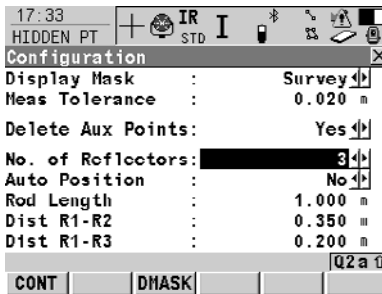 17:33
HIDDEN PT
IR
STD
I
Configuration
Display Mask Survey
Meas Tolerance : 0.020 m
Delete Aux Points: Yes
No. of Reflectors: 3
Auto Position : No
Rod Length : 1.000 m
Dist R1-R2 : 0.350 m
Dist R1-R3 : 0.200 m
Q2a
CONT DMASK